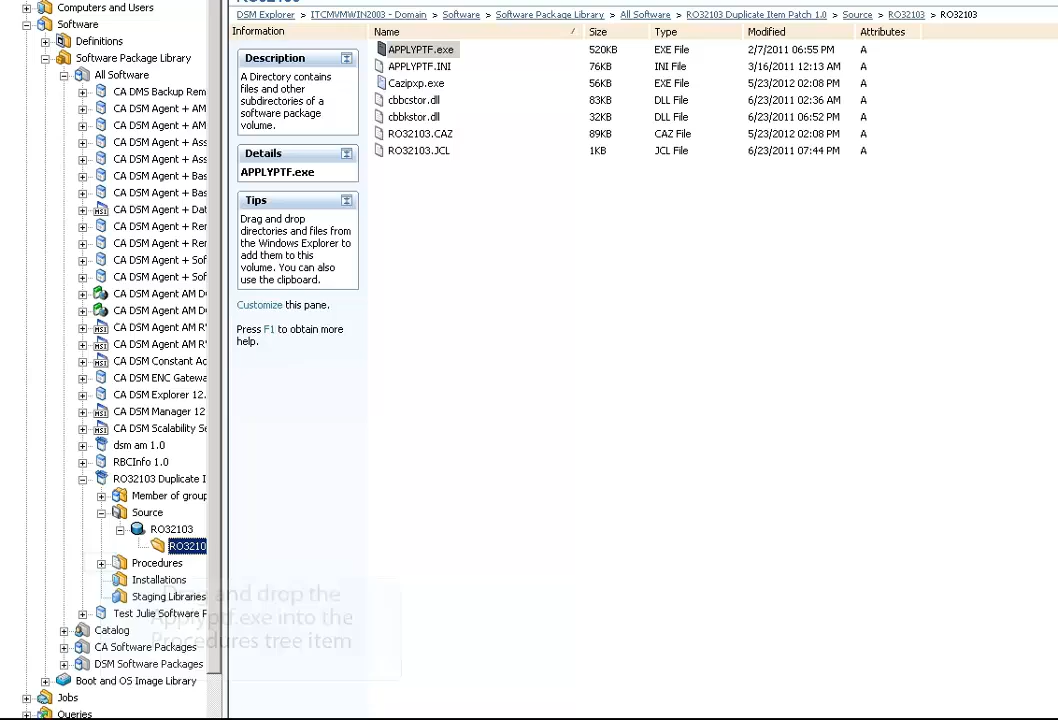 Computers and Users
Software
Definitions
Software Package Library
All Software
CA DMS Backup Rem
CA DSM Agent + AM
CA DSM Agent + AM
CA DSM Agent + Ass
CA DSM Agent + Ass
CA DSM Agent + Bas
CA DSM Agent + Bas
CA DSM Agent + Dat
CA DSM Agent + Rer
CA DSM Agent + Rer
CA DSM Agent + Sof
CA DSM Agent + Sof
CA DSM Agent AM D
CA DSM Agent AM D
CA DSM Agent AM R
CA DSM Agent AM R
CA DSM Constant Ac
CA DSM ENC Gatewa
CA DSM Explorer 12.
CA DSM Manager 12
CA DSM Scalability Se
dsm am 1.0
RBCInfo 1.0
RO32103 Duplicate I
Member of group
Source
RO32103
RO3210
Procedures
Installations
Staging Libraries
Test Julie Software P
Catalog
CA Software Packages
DSM Software Packages
Boot and OS Image Library
Jobs
Queries
DSM Explorer > ITCMVMWIN2003 - Domain > Software > Software Package Library > All Software > RO32103 Duplicate Item Patch 1.0 > Source > RO32103 > RO32103
Information
Description
A Directory contains
files and other
subdirectories of a
software package
volume.
Details
APPLYPTF.exe
Tips
Drag and drop
directories and files from
the Windows Explorer to
add them to this
volume. You can also
use the clipboard.
Customize this pane.
Press F1 to obtain more
help.
Name / Size Type Modified Attributes
APPLYPTF.exe 520KB EXE File 2/7/2011 06:55 PM A
APPLYPTF.INI 76KB INI File 3/16/2011 12:13 AM A
Cazipxp.exe 56KB EXE File 5/23/2012 02:08 PM A
cbbcstor.dll 83KB DLL File 6/23/2011 02:36 AM A
cbbkstor.dll 32KB DLL File 6/23/2011 06:52 PM A
RO32103.CAZ 89KB CAZ File 5/23/2012 02:08 PM A
RO32103.JCL 1KB JCL File 6/23/2011 07:44 PM A
Drag and drop the
Applyptf.exe into the
Procedures tree item